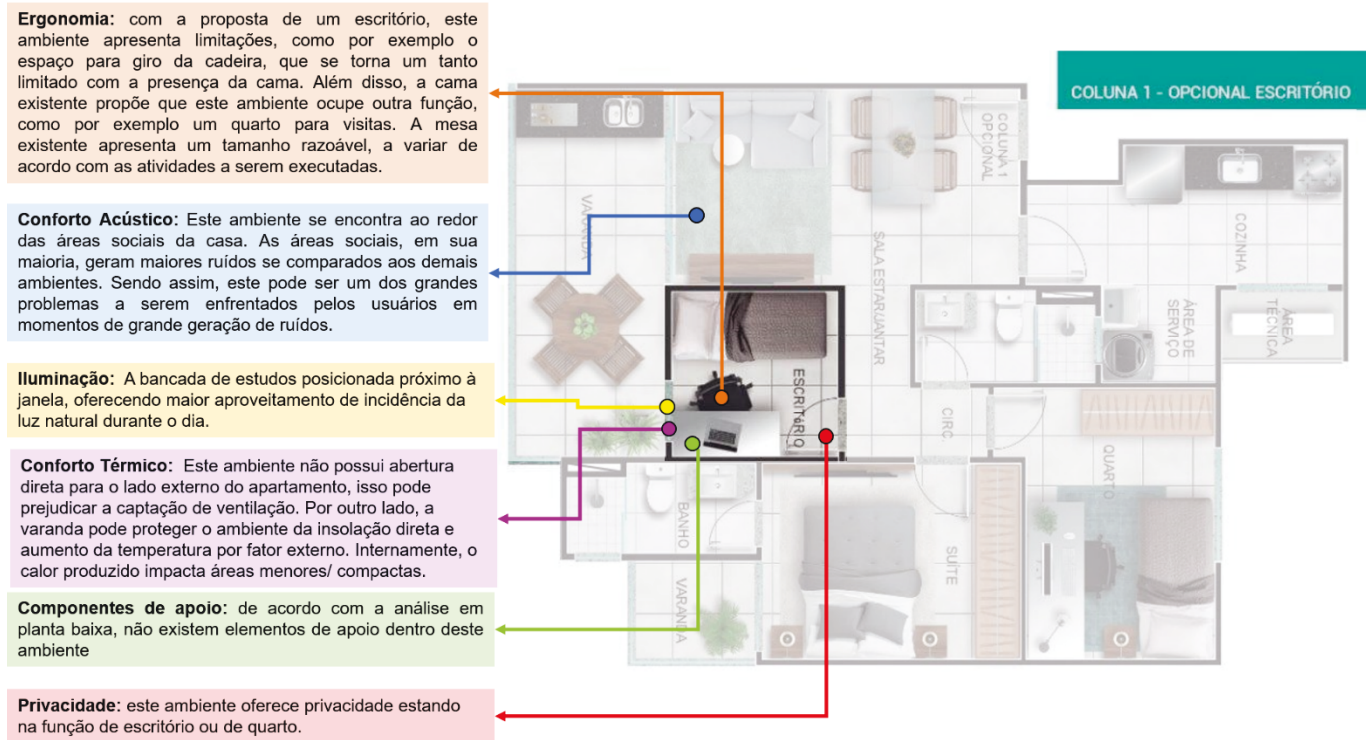 Ergonomia: com a proposta de um escritório, este
ambiente apresenta limitações, como por exemplo o
espaço para giro da cadeira, que se torna um tanto
limitado com a presença da cama. Além disso, a cama
existente propõe que este ambiente ocupe outra função,
como por exemplo um quarto para visitas. A mesa
existente apresenta um tamanho razoável, a variar de
acordo com as atividades a serem executadas.
Conforto Acústico: Este ambiente se encontra ao redor
das áreas sociais da casa. As áreas sociais, em sua
maioria, geram maiores ruídos se comparados aos demais
ambientes. Sendo assim, este pode ser um dos grandes
problemas a serem enfrentados pelos usuários em
momentos de grande geração de ruídos.
Iluminação: A bancada de estudos posicionada próximo à
janela, oferecendo maior aproveitamento de incidência da
luz natural durante o dia.
Conforto Térmico: Este ambiente não possui abertura
direta para o lado externo do apartamento, isso pode
prejudicar a captação de ventilação. Por outro lado, a
varanda pode proteger o ambiente da insolação direta e
aumento da temperatura por fator externo. Internamente, o
calor produzido impacta áreas menores/ compactas.
Componentes de apoio: de acordo com a análise em
planta baixa, não existem elementos de apoio dentro deste
ambiente
Privacidade: este ambiente oferece privacidade estando
na função de escritório ou de quarto.
COLUNA 1 - OPCIONAL ESCRITÓRIO
COLUNA 1
OPCIONAL
VARANDA
SALA ESTAR/JANTAR
COZINHA
ÁREA DE
SERVIÇO
ÁREA
TÉCNICA
ESCRITÓRIO
CIRC.
QUARTO
BANHO
SUÍTE
VARANDA